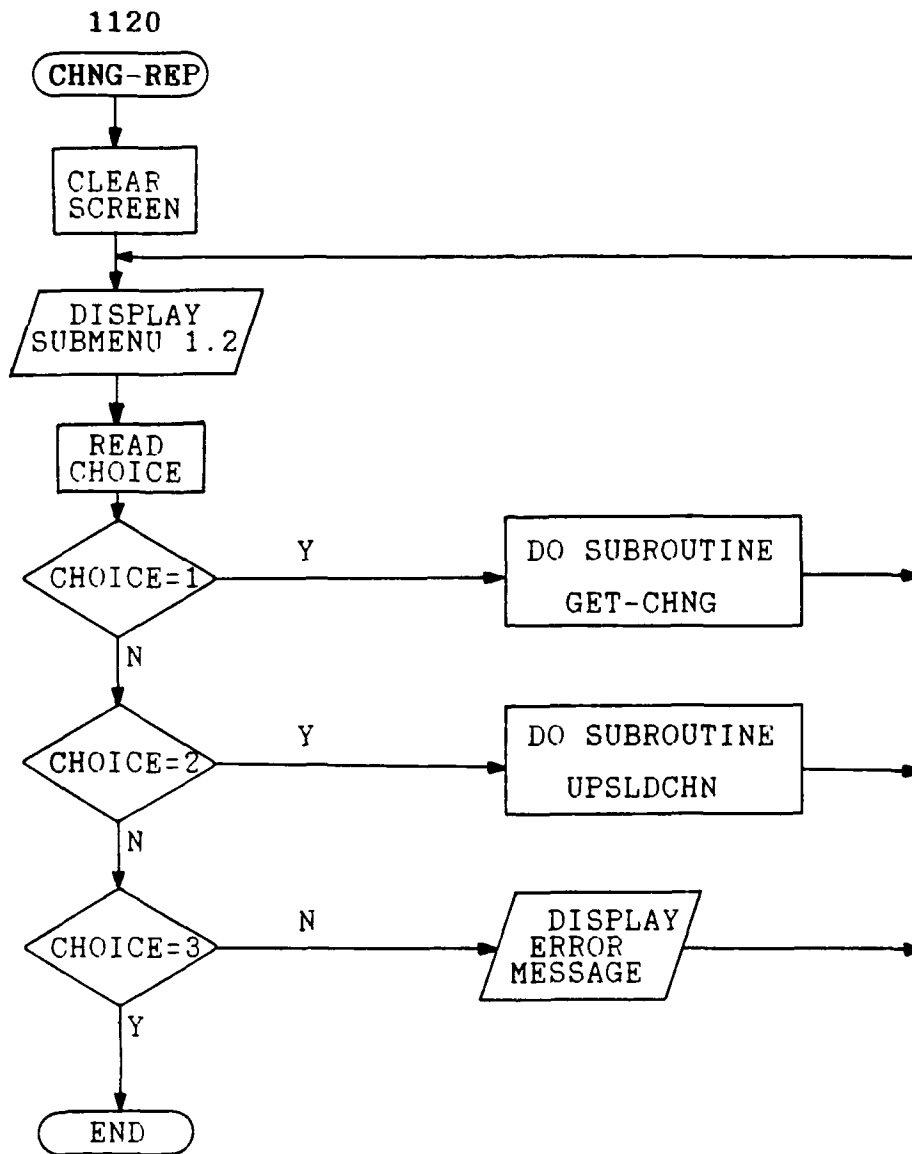 1120
CHNG-REP
CLEAR
SCREEN
DISPLAY
SUBMENU 1.2
READ
CHOICE
CHOICE=1
Y
DO SUBROUTINE
GET-CHNG
N
CHOICE=2
Y
DO SUBROUTINE
UPSLDCHN
N
CHOICE=3
N
DISPLAY
ERROR
MESSAGE
Y
END